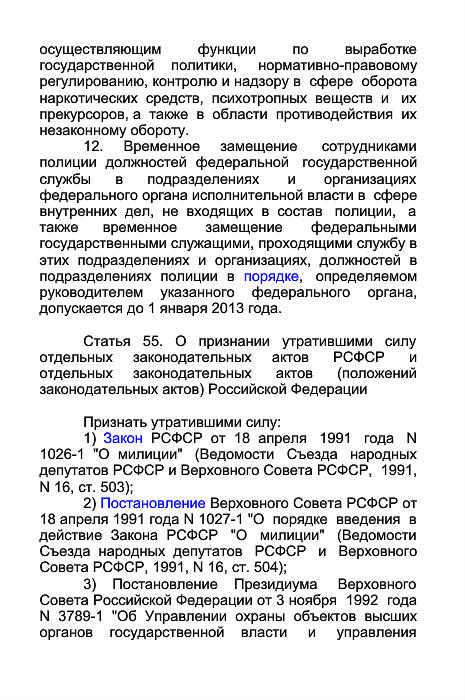 осуществляющим функции по выработке
государственной политики, нормативно-правовому
регулированию, контролю и надзору в сфере оборота
наркотических средств, психотропных веществ и их
прекурсоров, а также в области противодействия их
незаконному обороту.
12. Временное замещение сотрудниками
полиции должностей федеральной государственной
службы в подразделениях и организациях
федерального органа исполнительной власти в сфере
внутренних дел, не входящих в состав полиции, а
также временное замещение федеральными
государственными служащими, проходящими службу в
этих подразделениях и организациях, должностей в
подразделениях полиции в порядке, определяемом
руководителем указанного федерального органа,
допускается до 1 января 2013 года.
Статья 55. О признании утратившими силу
отдельных законодательных актов РСФСР и
отдельных законодательных актов (положений
законодательных актов) Российской Федерации
Признать утратившими силу:
1) Закон РСФСР от 18 апреля 1991 года N
1026-1 "О милиции" (Ведомости Съезда народных
депутатов РСФСР и Верховного Совета РСФСР, 1991,
N 16, ст. 503);
2) Постановление Верховного Совета РСФСР от
18 апреля 1991 года N 1027-1 "О порядке введения в
действие Закона РСФСР "О милиции" (Ведомости
Съезда народных депутатов РСФСР и Верховного
Совета РСФСР, 1991, N 16, ст. 504);
3) Постановление Президиума Верховного
Совета Российской Федерации от 3 ноября 1992 года
N 3789-1 "Об Управлении охраны объектов высших
органов государственной власти и управления